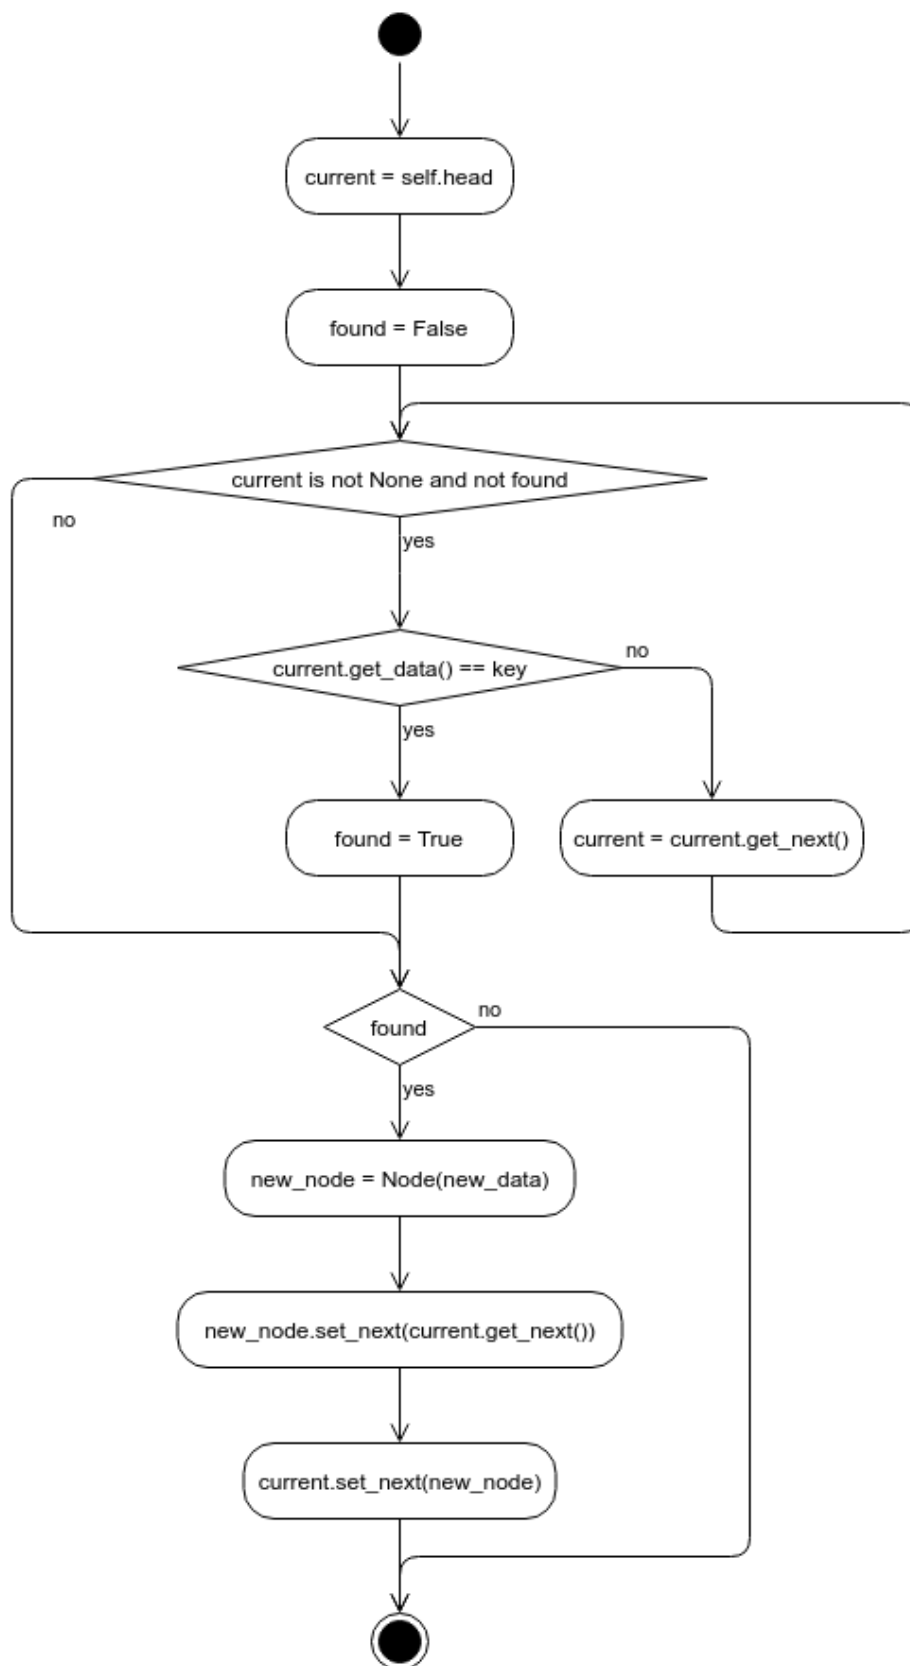 current = self.head
found = False
current is not None and not found
no
yes
current.get_data() == key
no
yes
found = True
current = current.get_next()
found
no
yes
new_node = Node(new_data)
new_node.set_next(current.get_next())
current.set_next(new_node)